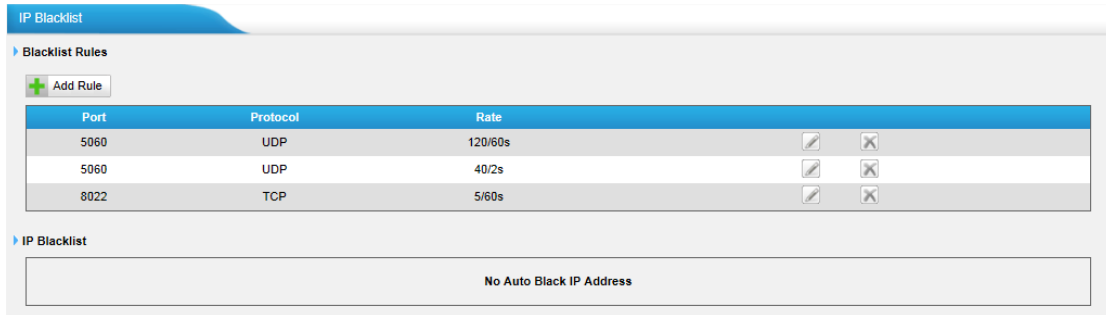 IP Blacklist
Blacklist Rules
Add Rule
Port Protocol Rate
5060 UDP 120/60s
5060 UDP 40/2s
8022 TCP 5/60s
IP Blacklist
No Auto Black IP Address